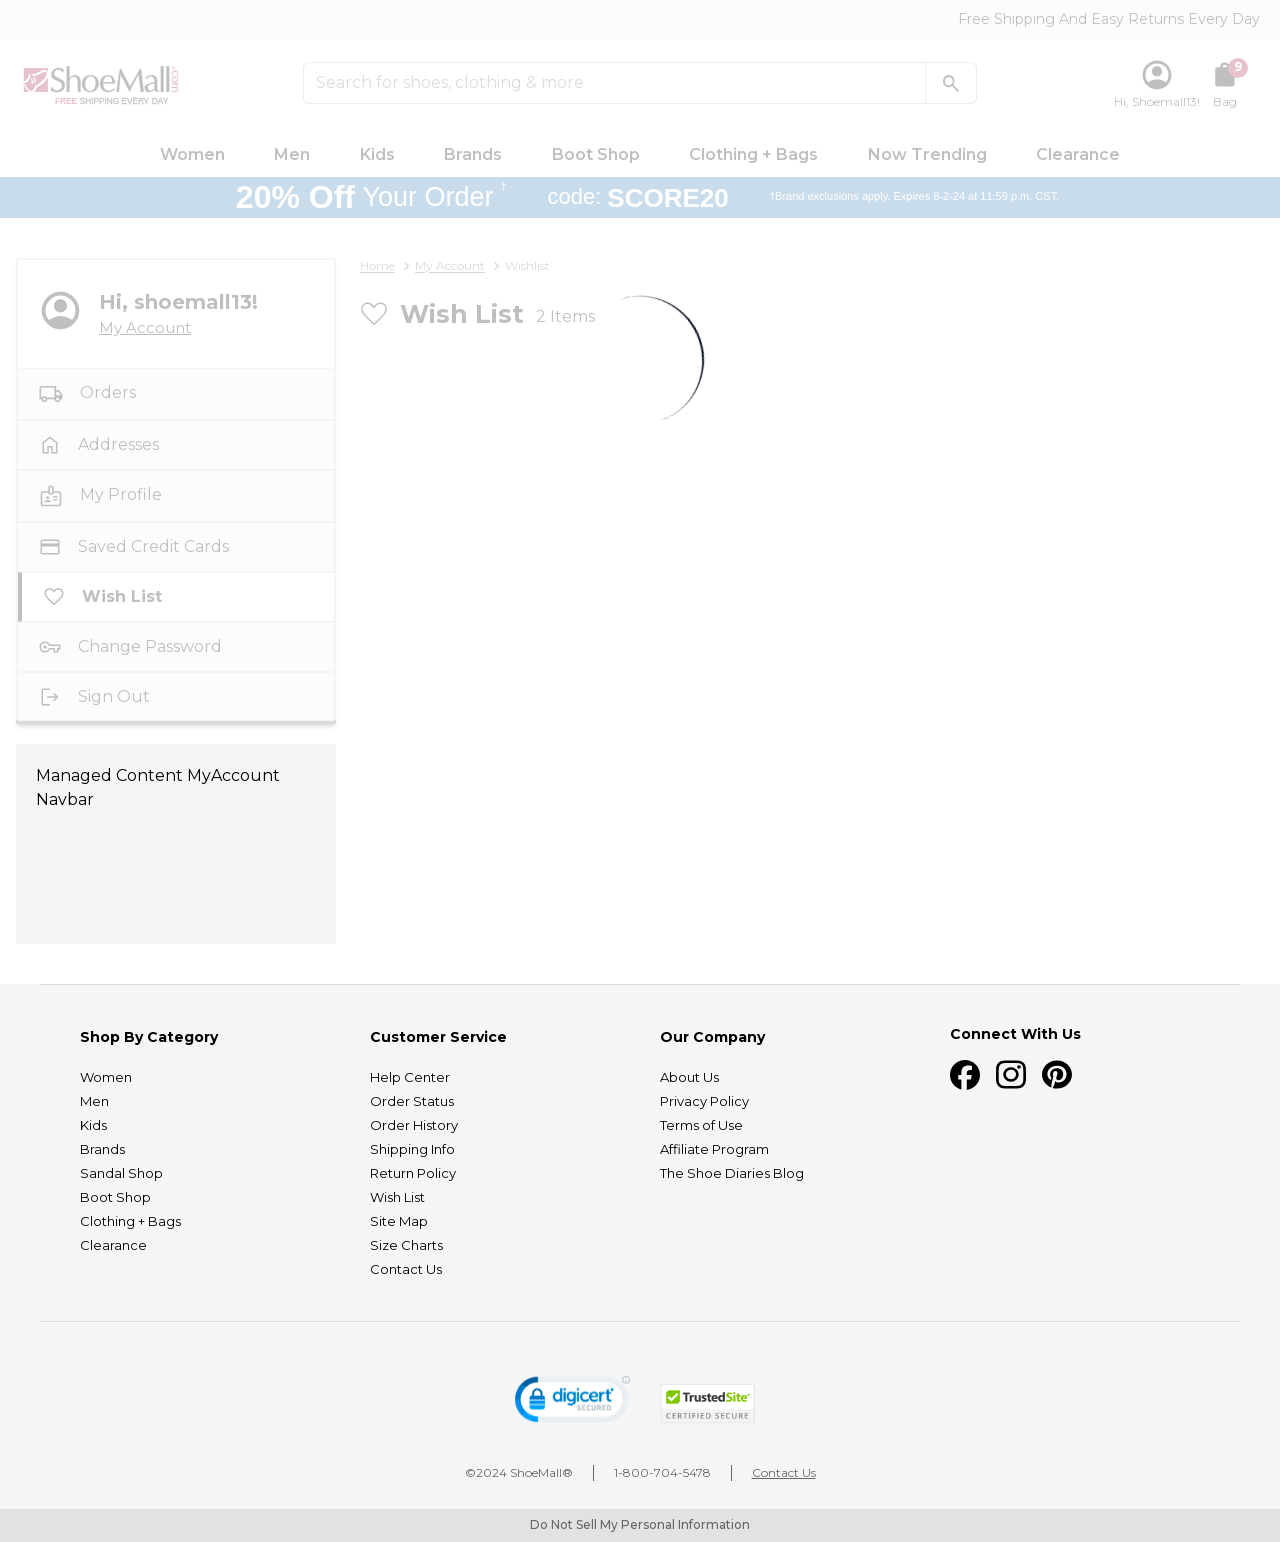 Free Shipping And Easy Returns Every Day
ShoeMall.com
FREE SHIPPING EVERY DAY
Search for shoes, clothing & more
9
Hi, Shoemall13!
Bag
Women
Men
Kids
Brands
Boot Shop
Clothing + Bags
Now Trending
Clearance
20% Off Your Order † code: SCORE20 †Brand exclusions apply. Expires 8-2-24 at 11:59 p.m. CST.
Home
My Account
Wishlist
Hi, shoemall13!
My Account
Orders
Addresses
My Profile
Saved Credit Cards
Wish List
Change Password
Sign Out
Wish List 2 Items
Managed Content MyAccount
Navbar
Shop By Category
Women
Men
Kids
Brands
Sandal Shop
Boot Shop
Clothing + Bags
Clearance
Customer Service
Help Center
Order Status
Order History
Shipping Info
Return Policy
Wish List
Site Map
Size Charts
Contact Us
Our Company
About Us
Privacy Policy
Terms of Use
Affiliate Program
The Shoe Diaries Blog
Connect With Us
digicert
SECURED
TrustedSite
CERTIFIED SECURE
©2024 ShoeMall®
1-800-704-5478
Contact Us
Do Not Sell My Personal Information